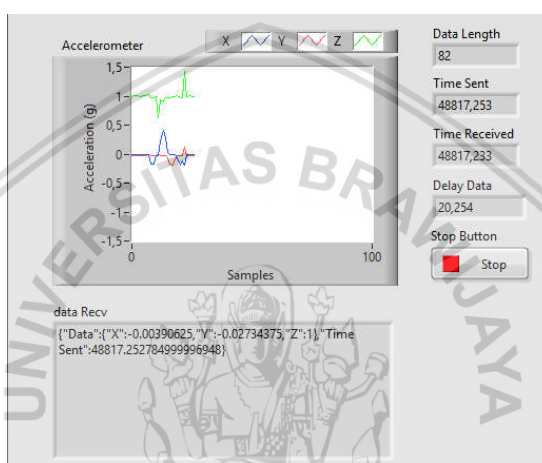 Accelerometer
X Y Z
1,5
1
0,5
0
-0,5
-1
-1,5
Acceleration (g)
0 100
Samples
Data Length
82
Time Sent
48817,253
Time Received
48817,233
Delay Data
20,254
Stop Button
Stop
data Recv
{"Data":{"X":-0.00390625,"Y":-0.02734375,"Z":1},"Time
Sent":48817.252784999996948}
UNIVERSITAS BRAWIJAYA